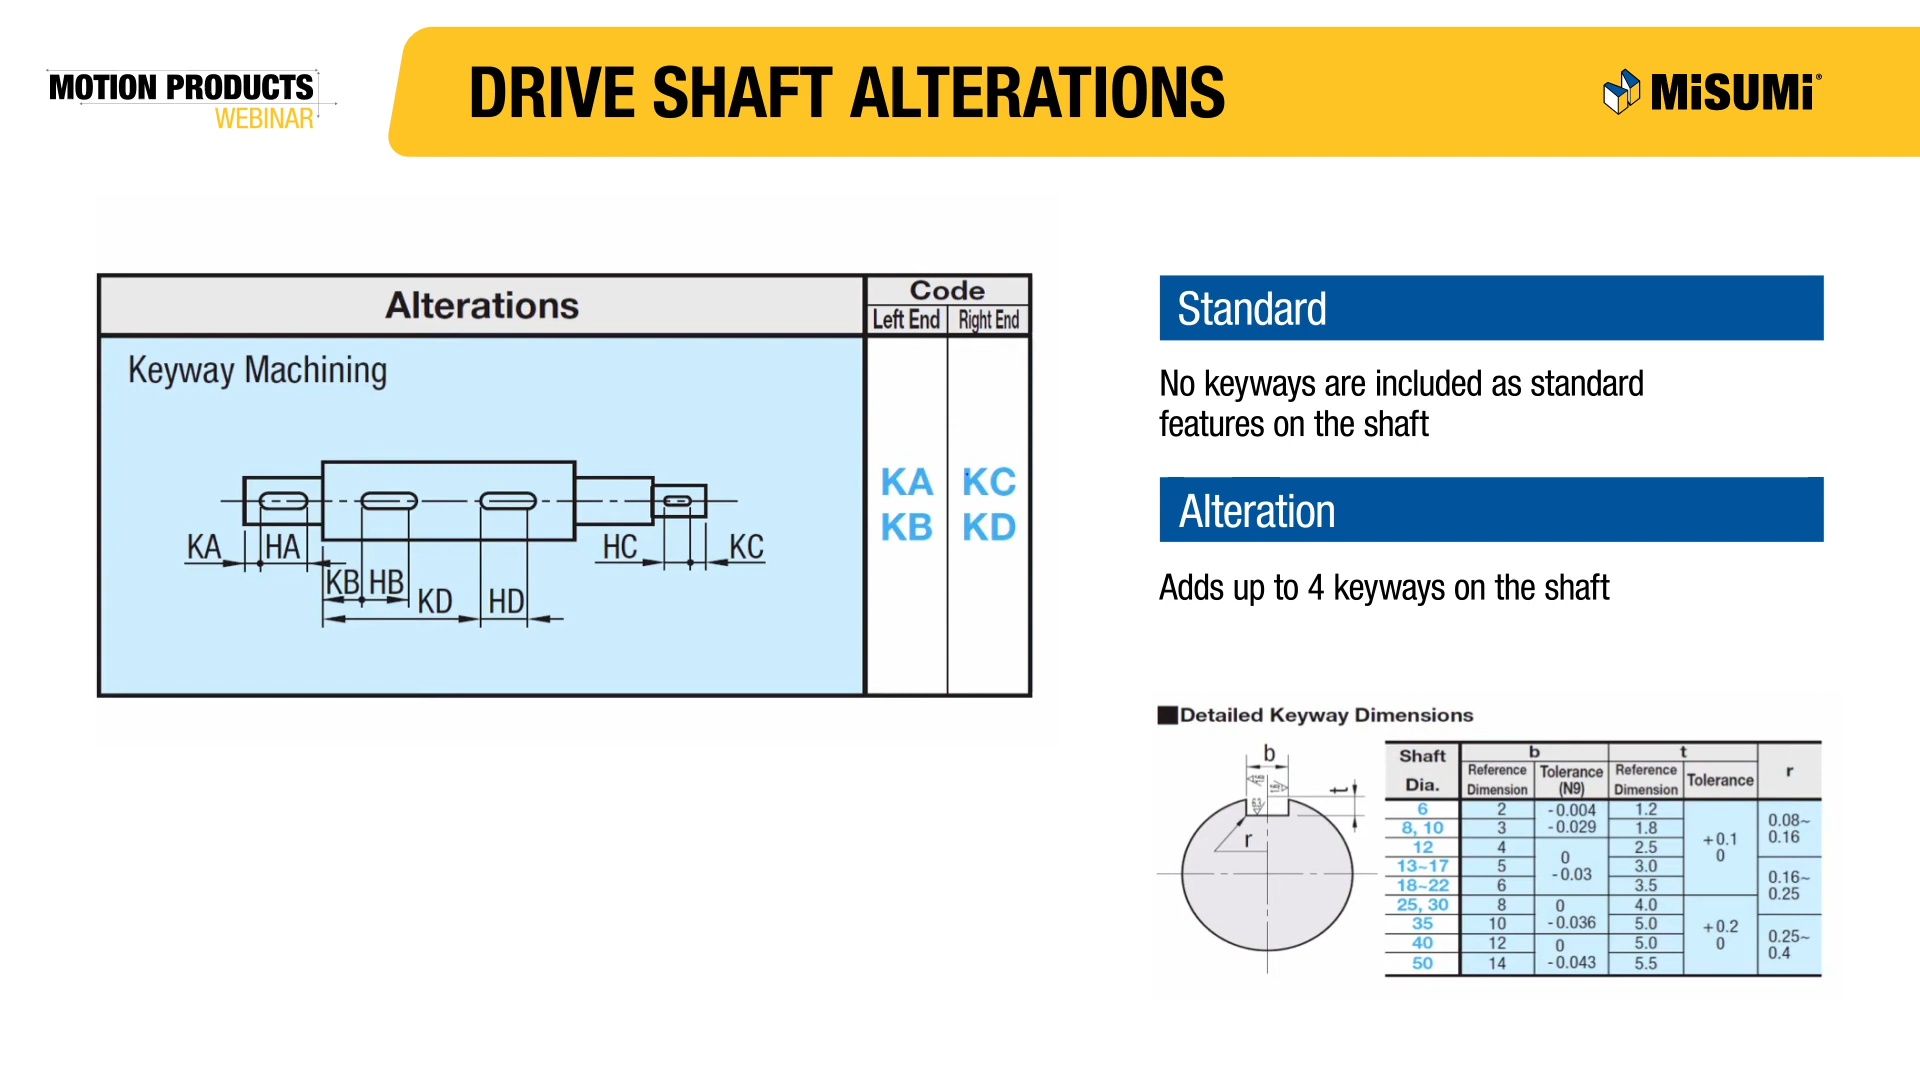 MOTION PRODUCTS
WEBINAR
DRIVE SHAFT ALTERATIONS
MiSUMi®
Alterations
Code
Left End Right End
Keyway Machining
KA KC
KB KD
KA HA HC KC
KB HB KD HD
Standard
No keyways are included as standard
features on the shaft
Alteration
Adds up to 4 keyways on the shaft
Detailed Keyway Dimensions
b
t
r
1.6 1.6
6.3
Shaft Dia. b t r
Reference Dimension Tolerance (N9) Reference Dimension Tolerance
6 2 -0.004 1.2
8, 10 3 -0.029 1.8
12 4 2.5
13~17 5 3.0
18~22 6 3.5
25, 30 8 4.0
35 10 5.0
40 12 5.0
50 14 5.5
0
-0.03
0
-0.036
0
-0.043
+0.1
0
+0.2
0
0.08~
0.16
0.16~
0.25
0.25~
0.4